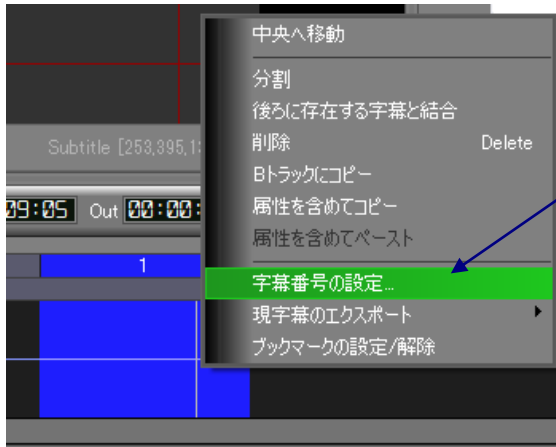 中央へ移動
分割
後ろに存在する字幕と結合
削除 Delete
Bトラックにコピー
属性を含めてコピー
属性を含めてペースト
字幕番号の設定...
現字幕のエクスポート
ブックマークの設定/解除
Subtitle [253,395,1
09:05 Out 00:00:
1